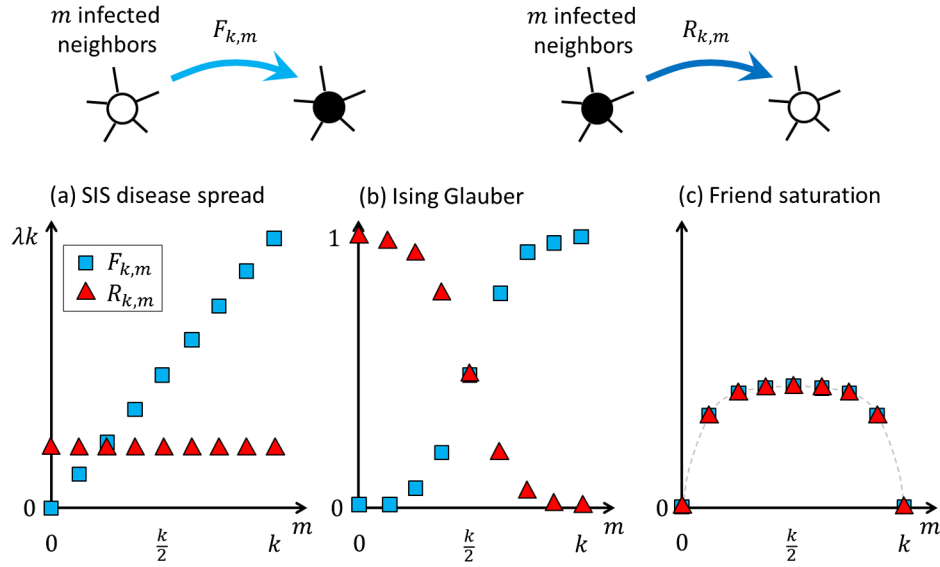 m infected
neighbors
F_{k,m}
m infected
neighbors
R_{k,m}
(a) SIS disease spread
λk
F_{k,m}
R_{k,m}
0
0
k/2
k
m
(b) Ising Glauber
1
0
0
k/2
k
m
(c) Friend saturation
0
0
k/2
k
m